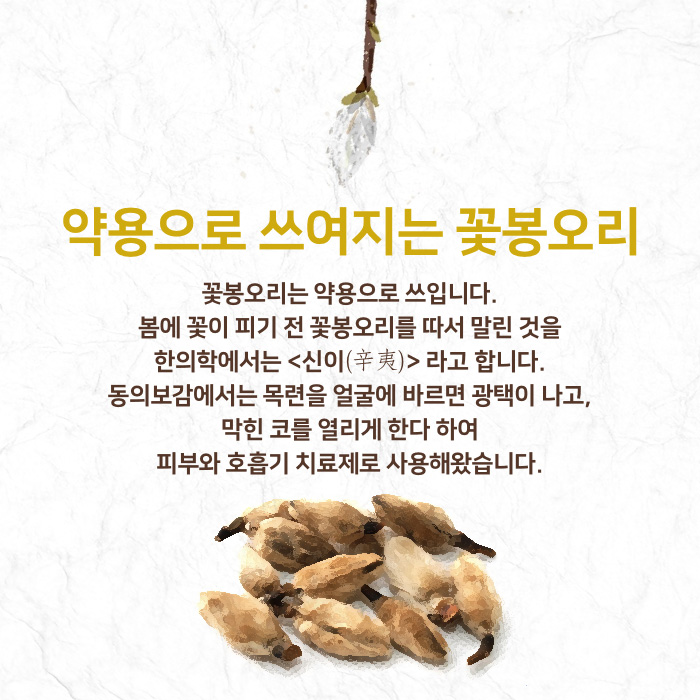 약용으로 쓰여지는 꽃봉오리
꽃봉오리는 약용으로 쓰입니다.
봄에 꽃이 피기 전 꽃봉오리를 따서 말린 것을
한의학에서는 <신이(辛夷)> 라고 합니다.
동의보감에서는 목련을 얼굴에 바르면 광택이 나고,
막힌 코를 열리게 한다 하여
피부와 호흡기 치료제로 사용해왔습니다.